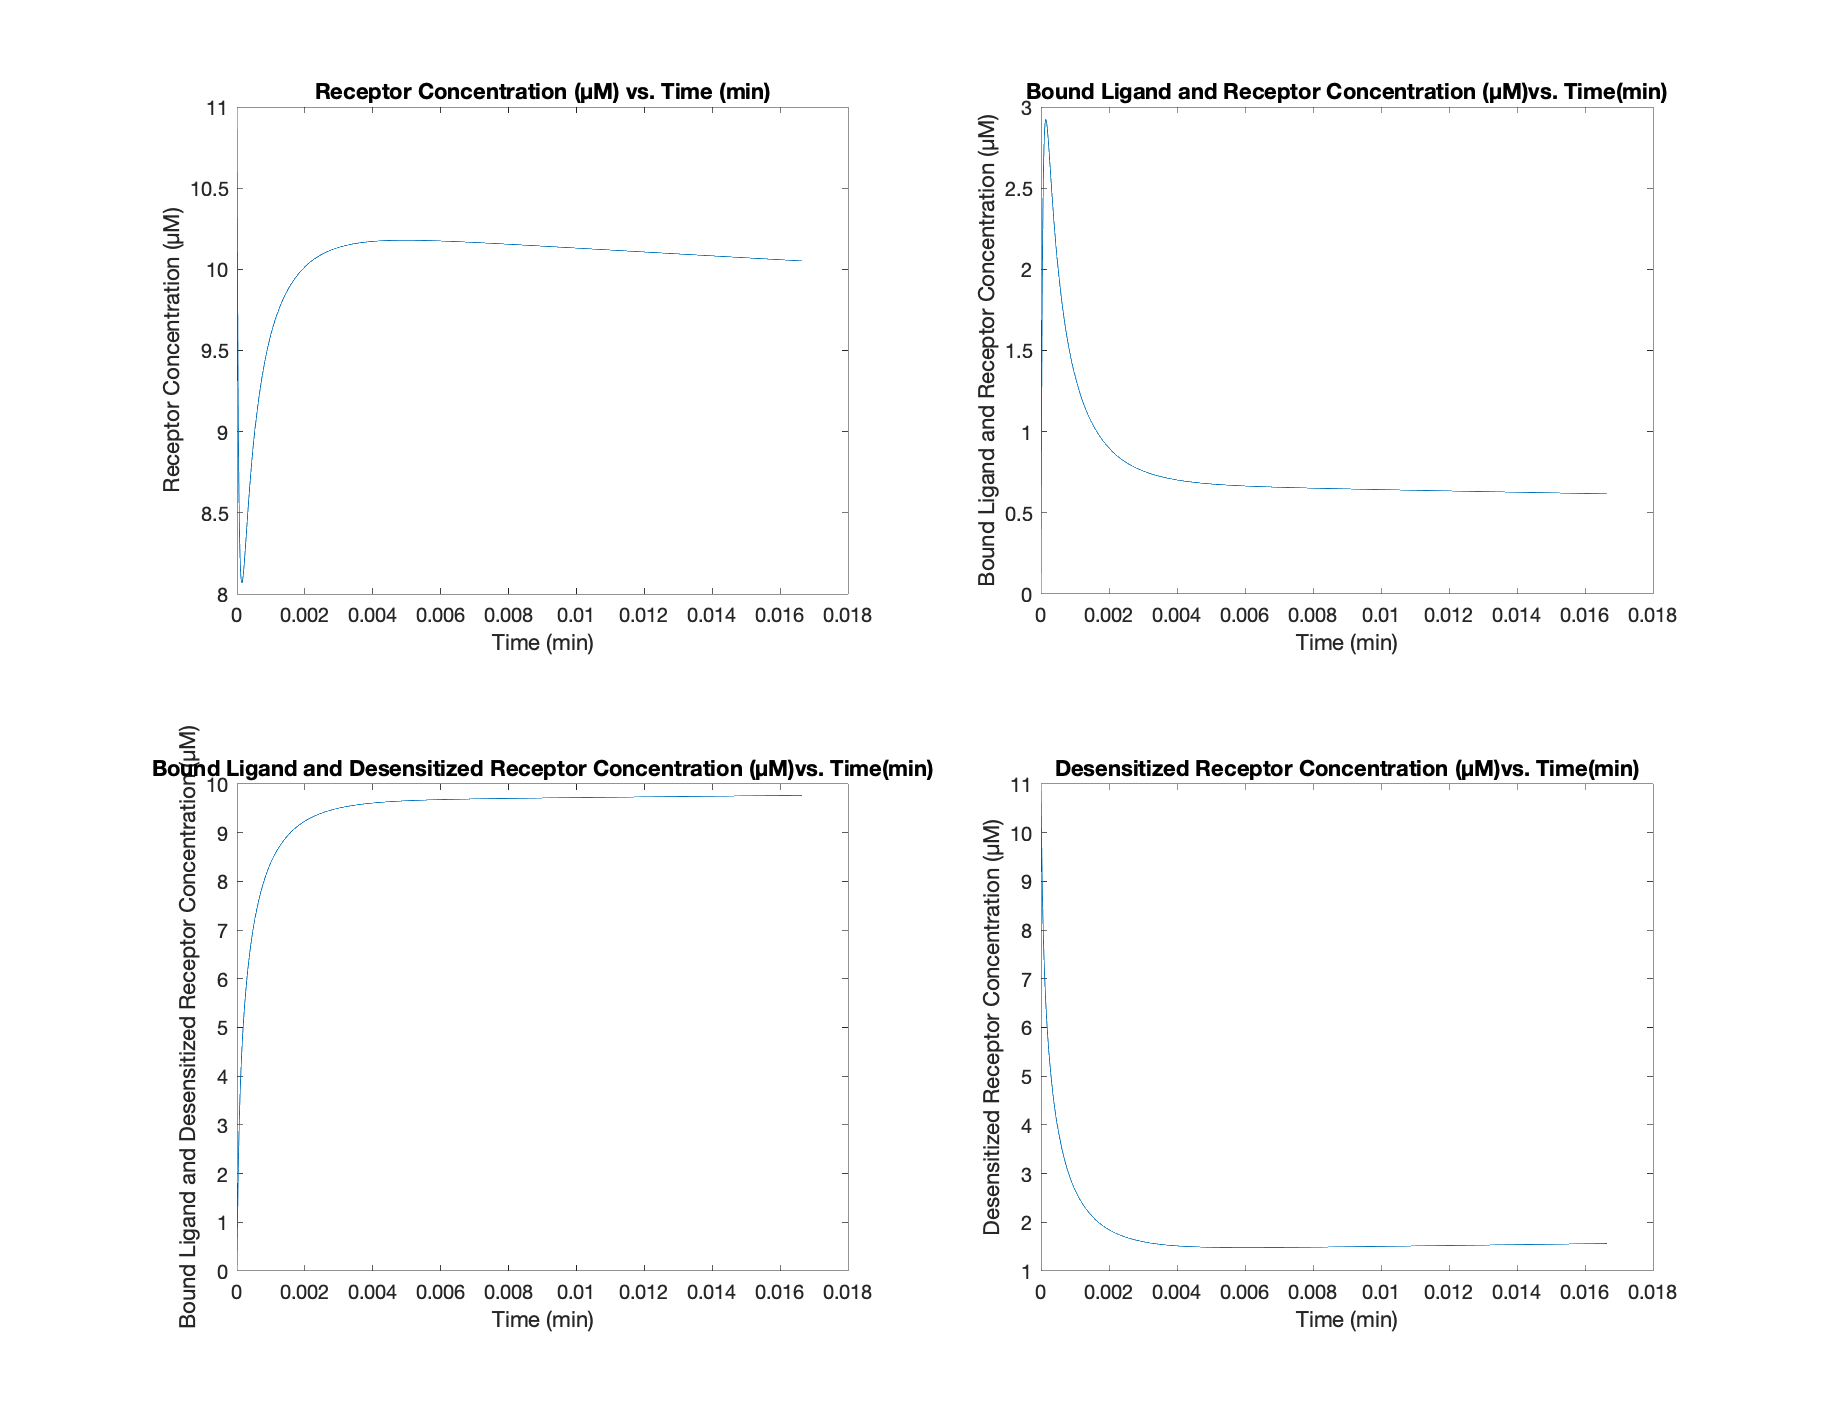 Receptor Concentration (µM) vs. Time (min)
Receptor Concentration (µM)
11
10.5
10
9.5
9
8.5
8
0 0.002 0.004 0.006 0.008 0.01 0.012 0.014 0.016 0.018
Time (min)
Bound Ligand and Receptor Concentration (µM)vs. Time(min)
Bound Ligand and Receptor Concentration (µM)
3
2.5
2
1.5
1
0.5
0
0 0.002 0.004 0.006 0.008 0.01 0.012 0.014 0.016 0.018
Time (min)
Bound Ligand and Desensitized Receptor Concentration (µM)vs. Time(min)
Bound Ligand and Desensitized Receptor Concentration (µM)
10
9
8
7
6
5
4
3
2
1
0
0 0.002 0.004 0.006 0.008 0.01 0.012 0.014 0.016 0.018
Time (min)
Desensitized Receptor Concentration (µM)vs. Time(min)
Desensitized Receptor Concentration (µM)
11
10
9
8
7
6
5
4
3
2
1
0 0.002 0.004 0.006 0.008 0.01 0.012 0.014 0.016 0.018
Time (min)